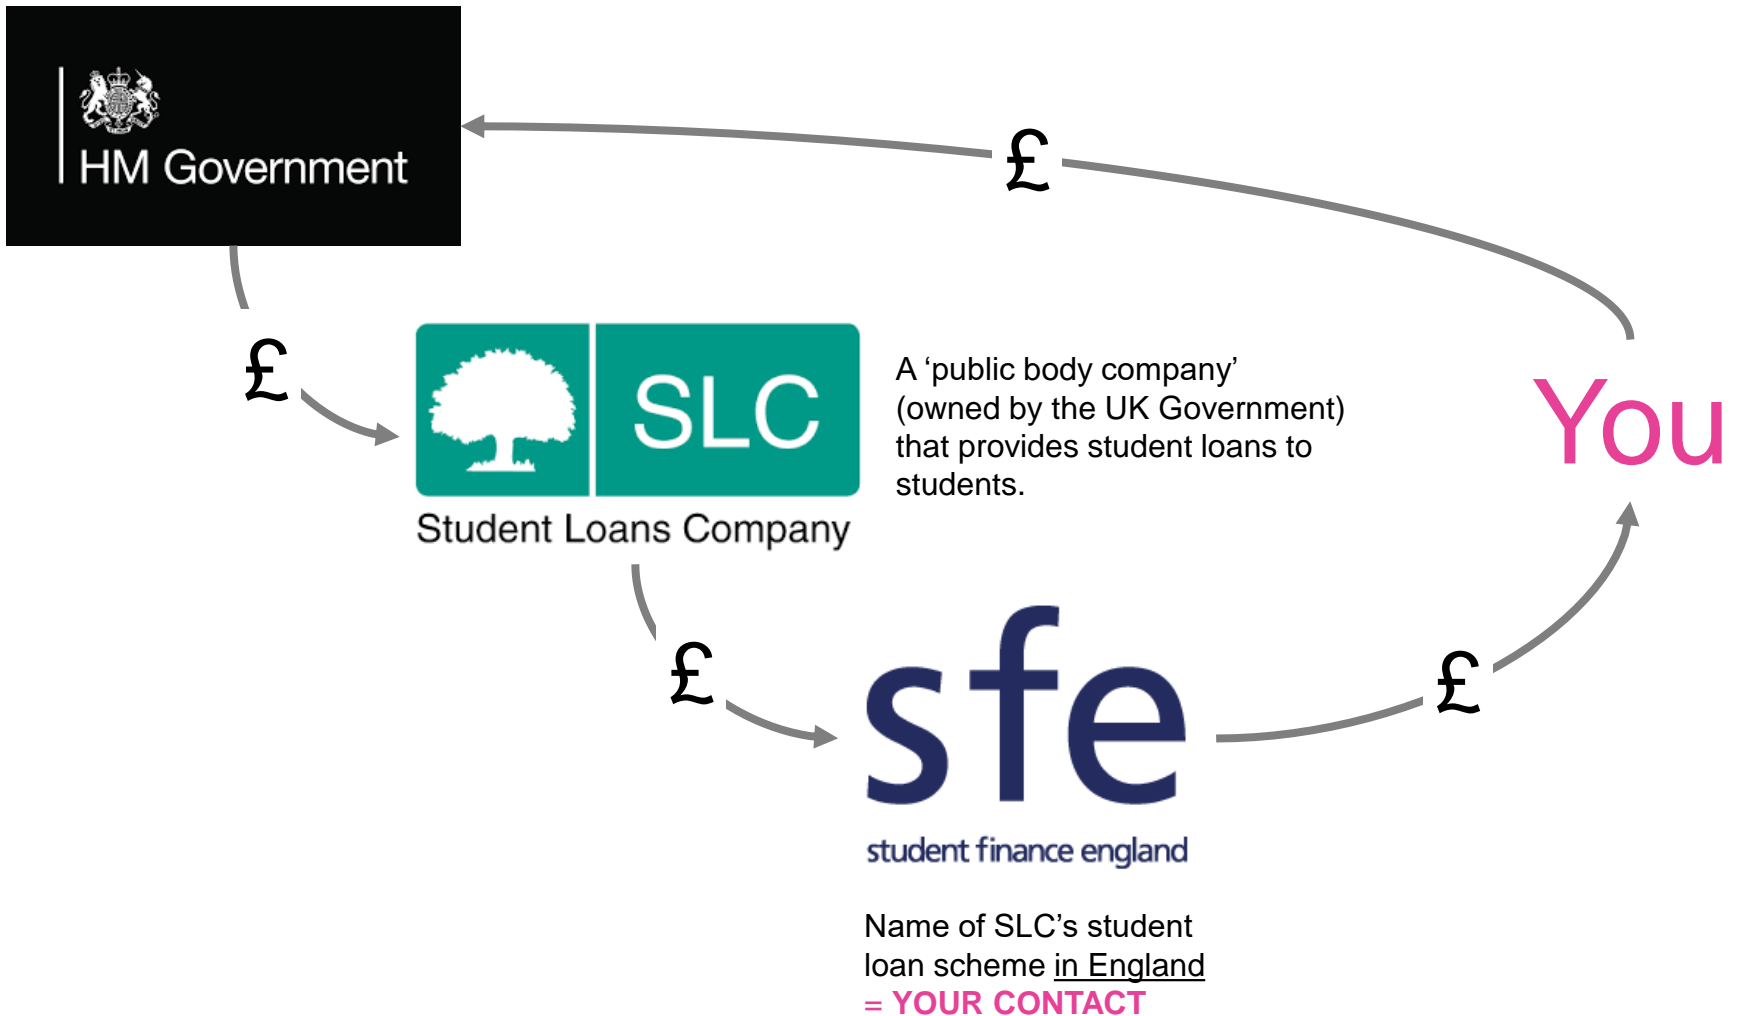 HM Government
£
£
SLC
Student Loans Company
A ‘public body company’
(owned by the UK Government)
that provides student loans to
students.
You
£
£
sfe
student finance england
Name of SLC’s student
loan scheme in England
= YOUR CONTACT